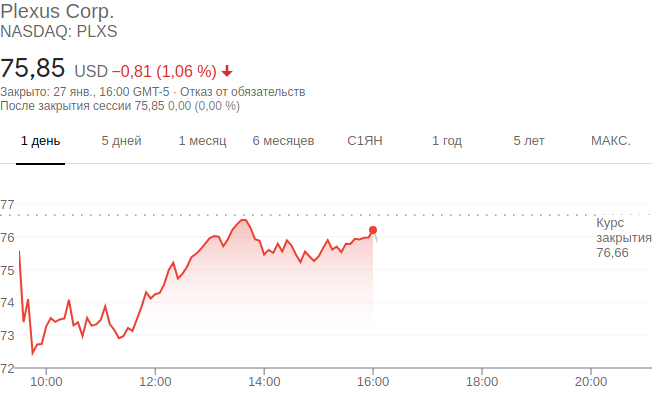 Plexus Corp.
NASDAQ: PLXS
75,85 USD −0,81 (1,06 %)
Закрыто: 27 янв., 16:00 GMT-5 · Отказ от обязательств
После закрытия сессии 75,85 0,00 (0,00 %)
1 день 5 дней 1 месяц 6 месяцев С1ЯН 1 год 5 лет МАКС.
77
Курс
закрытия
76,66
76
75
74
73
72
10:00 12:00 14:00 16:00 18:00 20:00